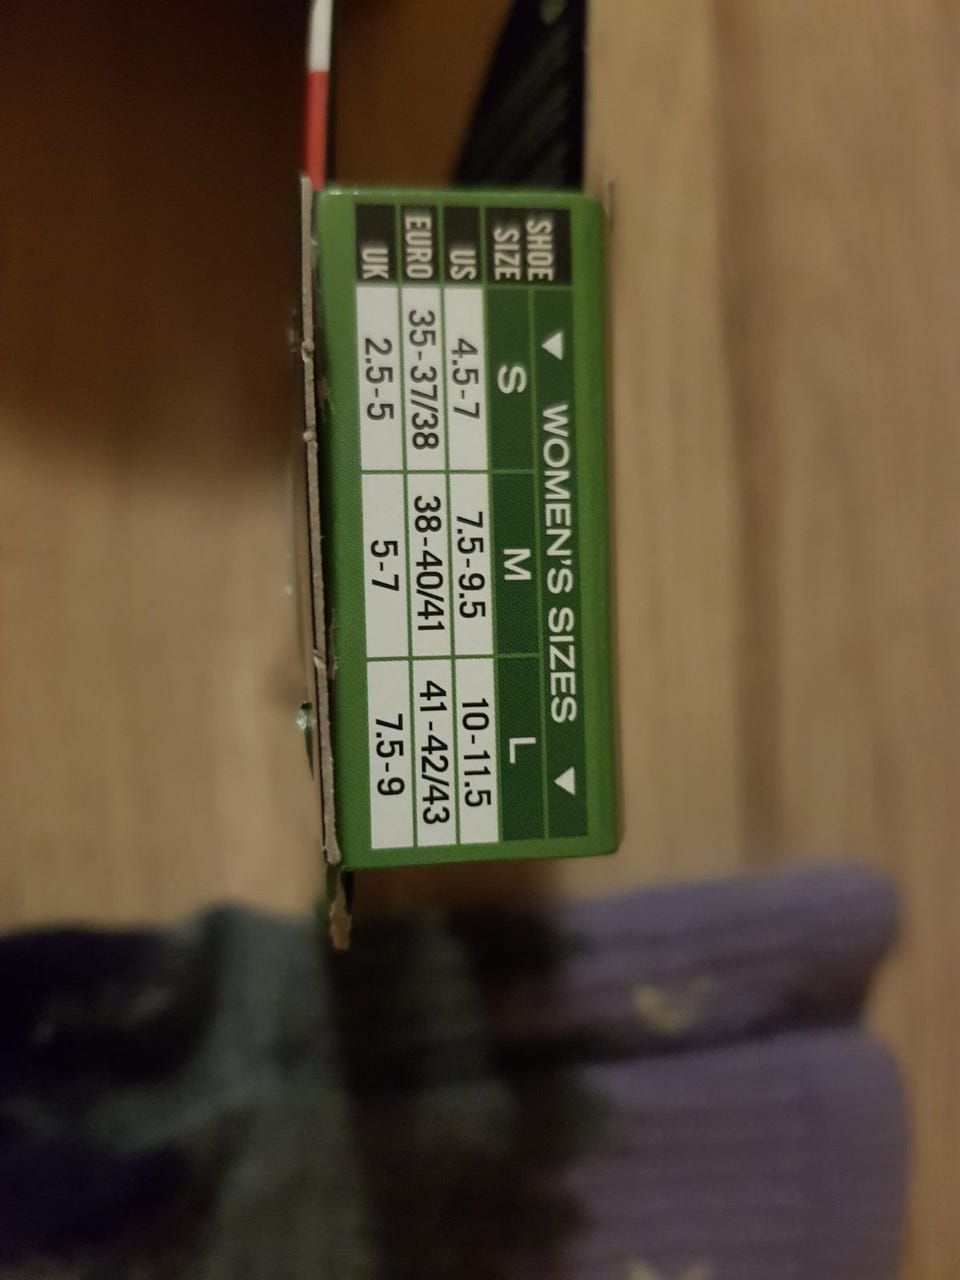 ▼ WOMEN'S SIZES ▼
SHOE SIZE S M L
US 4.5-7 7.5-9.5 10-11.5
EURO 35-37/38 38-40/41 41-42/43
UK 2.5-5 5-7 7.5-9